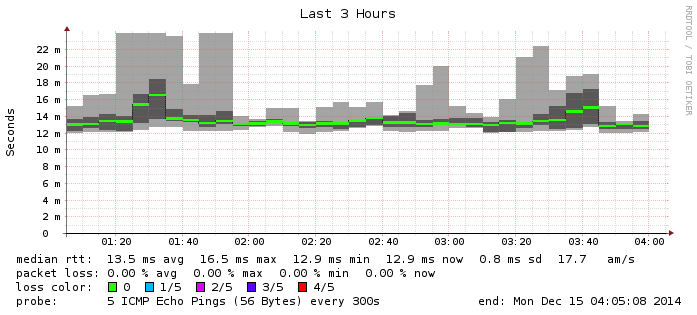 Last 3 Hours
RRDTOOL / TOBI OETIKER
Seconds
22 m
20 m
18 m
16 m
14 m
12 m
10 m
8 m
6 m
4 m
2 m
0
01:20 01:40 02:00 02:20 02:40 03:00 03:20 03:40 04:00
median rtt: 13.5 ms avg 16.5 ms max 12.9 ms min 12.9 ms now 0.8 ms sd 17.7 am/s
packet loss: 0.00 % avg 0.00 % max 0.00 % min 0.00 % now
loss color: 0 1/5 2/5 3/5 4/5
probe: 5 ICMP Echo Pings (56 Bytes) every 300s end: Mon Dec 15 04:05:08 2014